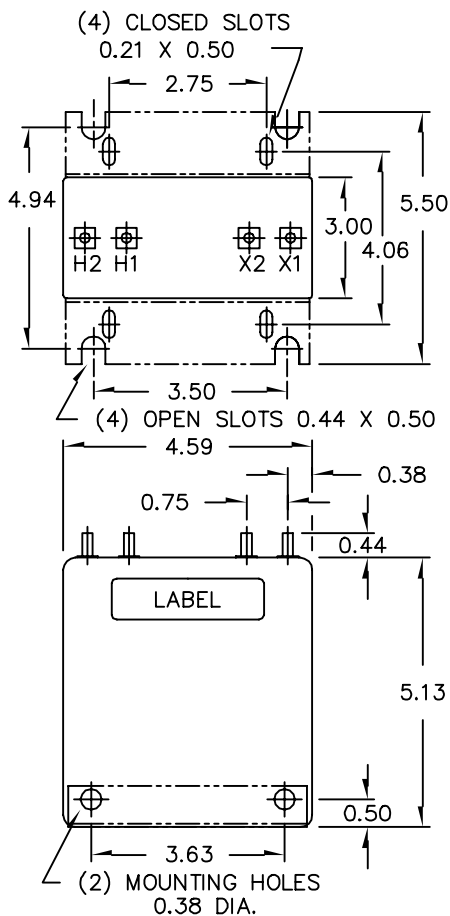 (4) CLOSED SLOTS
0.21 X 0.50
2.75
4.94
3.00
4.06
5.50
H2 H1 X2 X1
3.50
(4) OPEN SLOTS 0.44 X 0.50
4.59
0.38
0.75
0.44
LABEL
5.13
0.50
3.63
(2) MOUNTING HOLES
0.38 DIA.